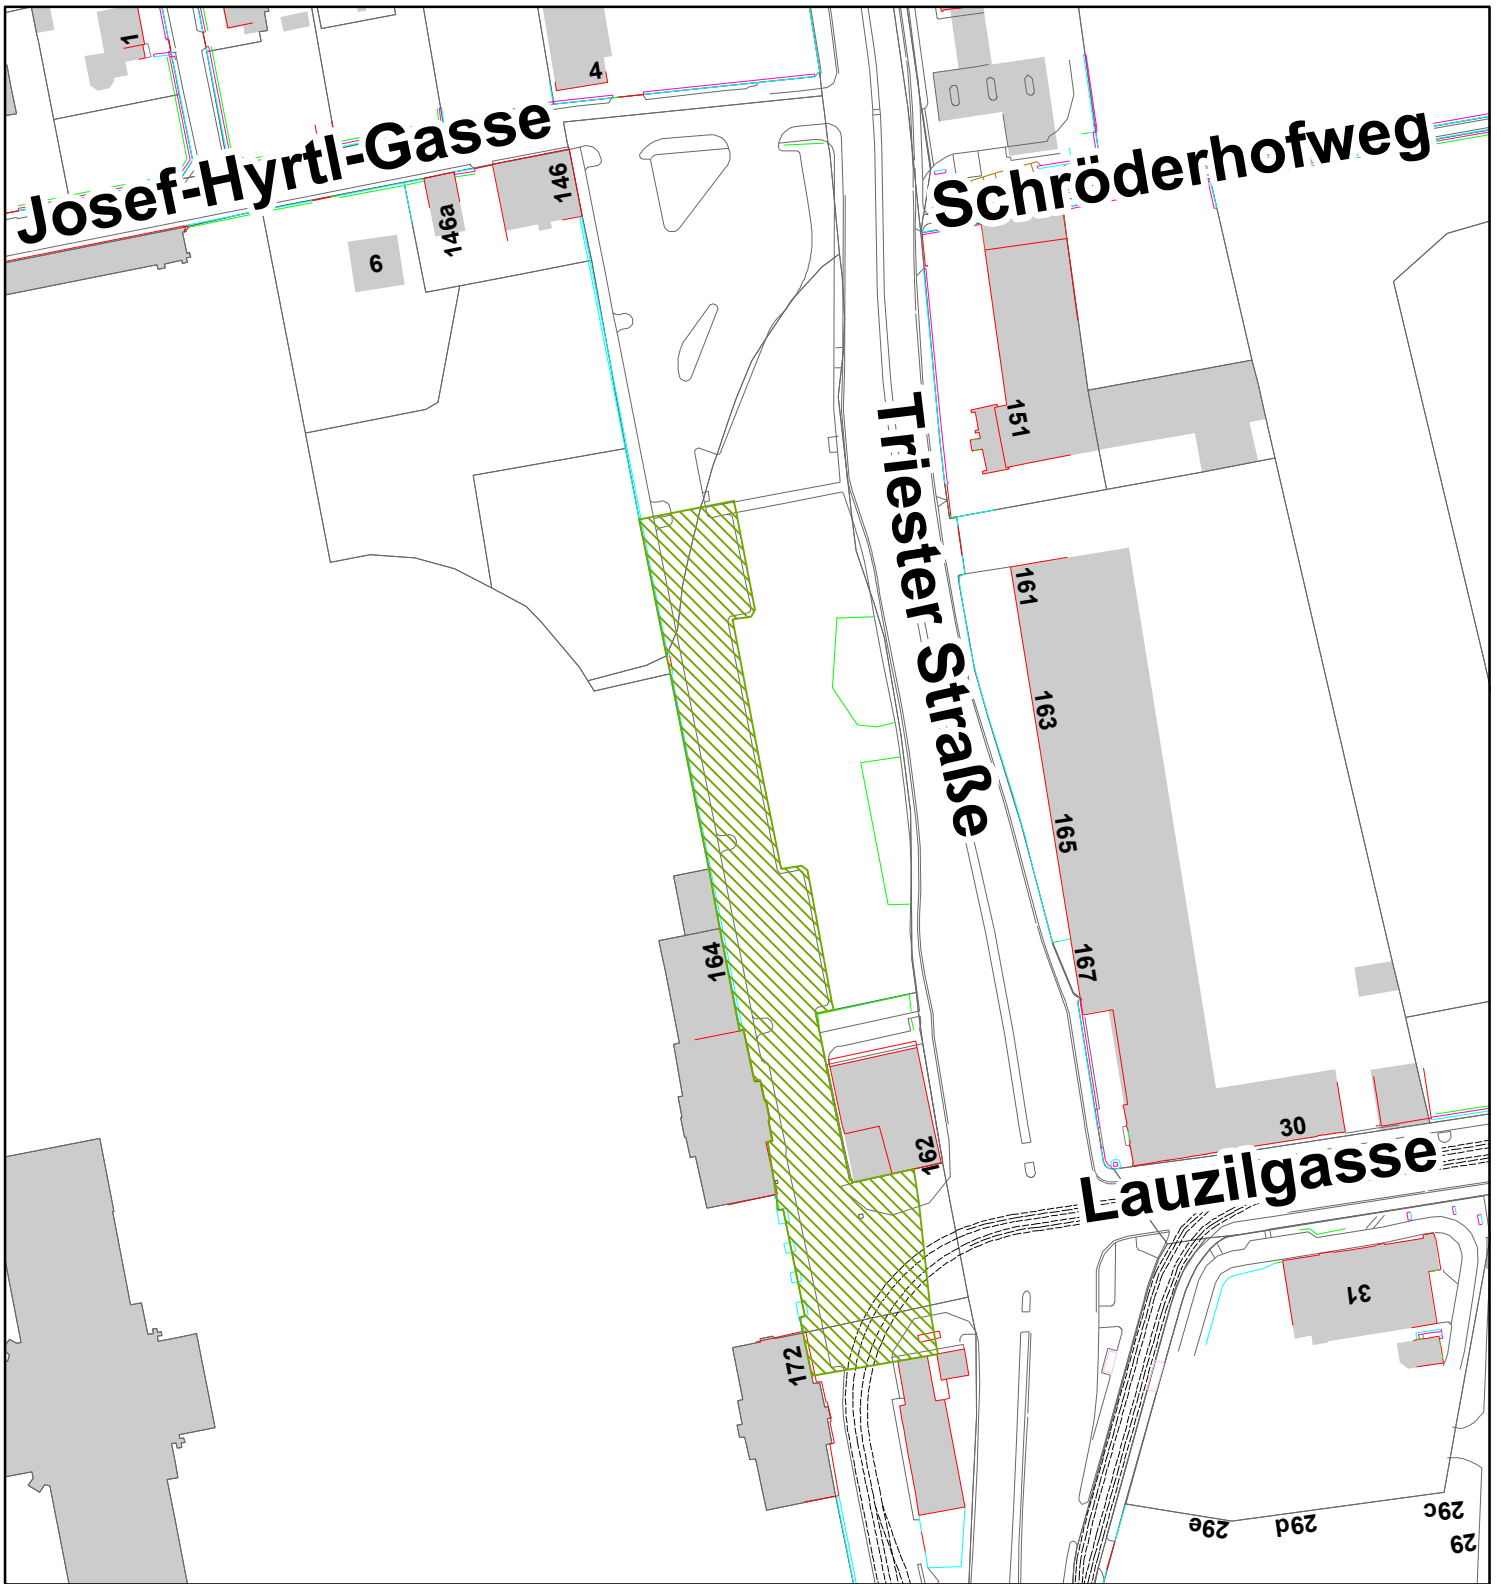 1
4
Josef-Hyrtl-Gasse
Schröderhofweg
146
146a
6
151
Triester Straße
161
163
165
164
167
162
30
Lauzilgasse
31
172
29e
29d
29c
29